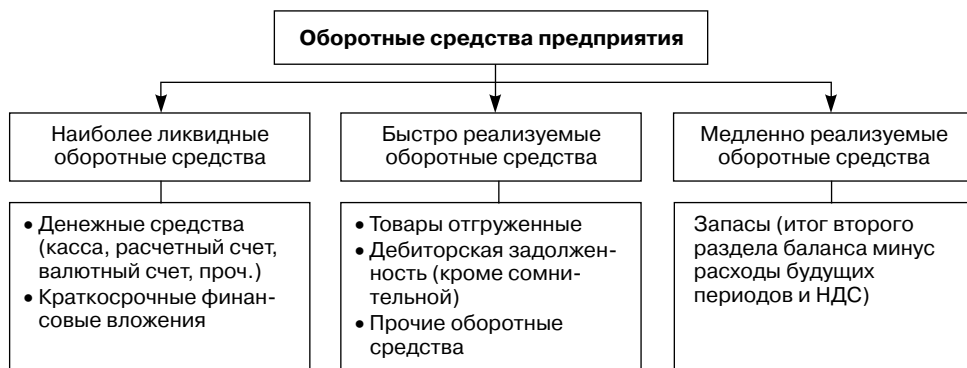 Оборотные средства предприятия
Наиболее ликвидные
оборотные средства
Быстро реализуемые
оборотные средства
Медленно реализуемые
оборотные средства
• Денежные средства
(касса, расчетный счет,
валютный счет, проч.)
• Краткосрочные финан-
совые вложения
• Товары отгруженные
• Дебиторская задолжен-
ность (кроме сомни-
тельной)
• Прочие оборотные
средства
Запасы (итог второго
раздела баланса минус
расходы будущих
периодов и НДС)